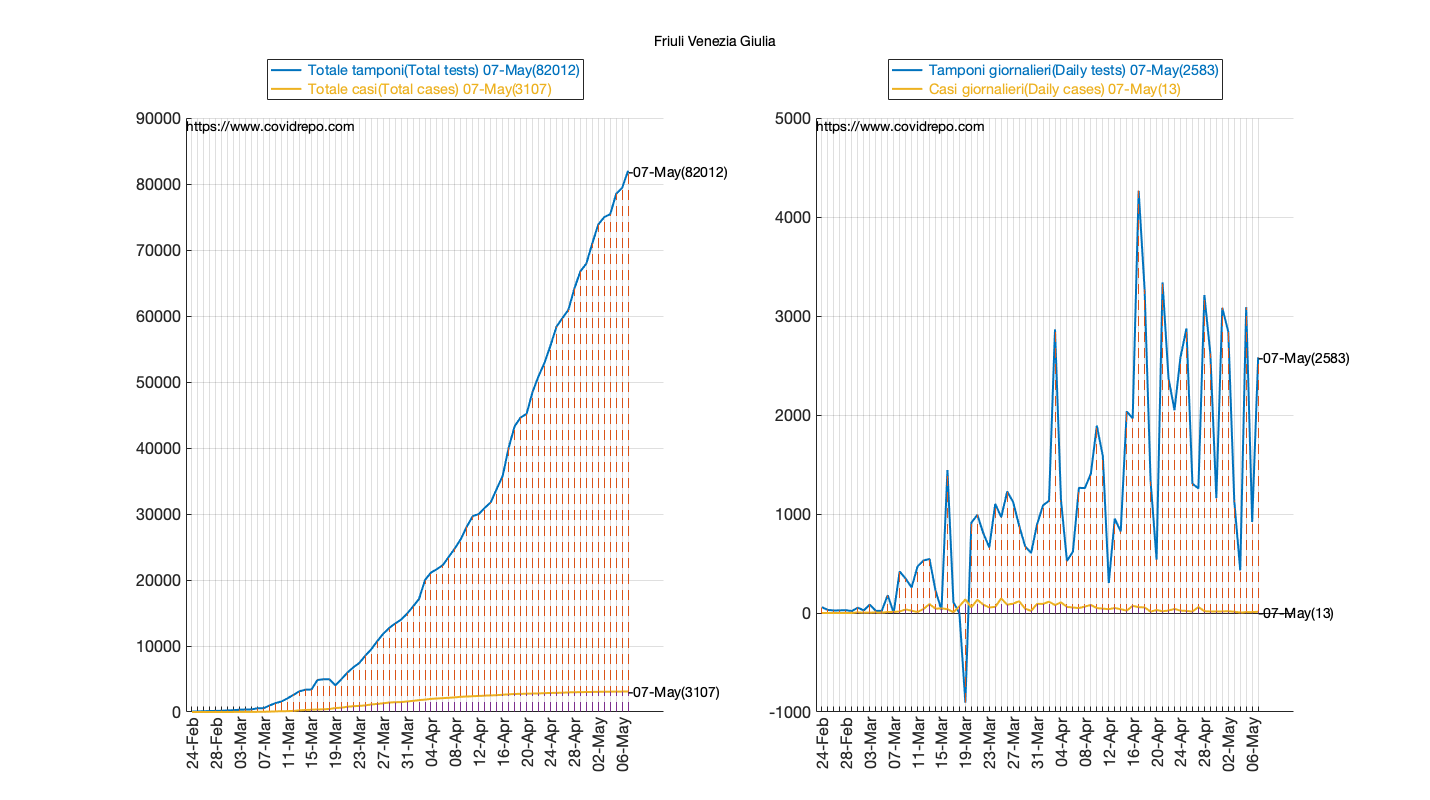 Friuli Venezia Giulia
Totale tamponi(Total tests) 07-May(82012)
Totale casi(Total cases) 07-May(3107)
90000
https://www.covidrepo.com
80000
70000
60000
50000
40000
30000
20000
10000
0
07-May(82012)
07-May(3107)
24-Feb
28-Feb
03-Mar
07-Mar
11-Mar
15-Mar
19-Mar
23-Mar
27-Mar
31-Mar
04-Apr
08-Apr
12-Apr
16-Apr
20-Apr
24-Apr
28-Apr
02-May
06-May
Tamponi giornalieri(Daily tests) 07-May(2583)
Casi giornalieri(Daily cases) 07-May(13)
5000
https://www.covidrepo.com
4000
3000
2000
1000
0
-1000
07-May(2583)
07-May(13)
24-Feb
28-Feb
03-Mar
07-Mar
11-Mar
15-Mar
19-Mar
23-Mar
27-Mar
31-Mar
04-Apr
08-Apr
12-Apr
16-Apr
20-Apr
24-Apr
28-Apr
02-May
06-May